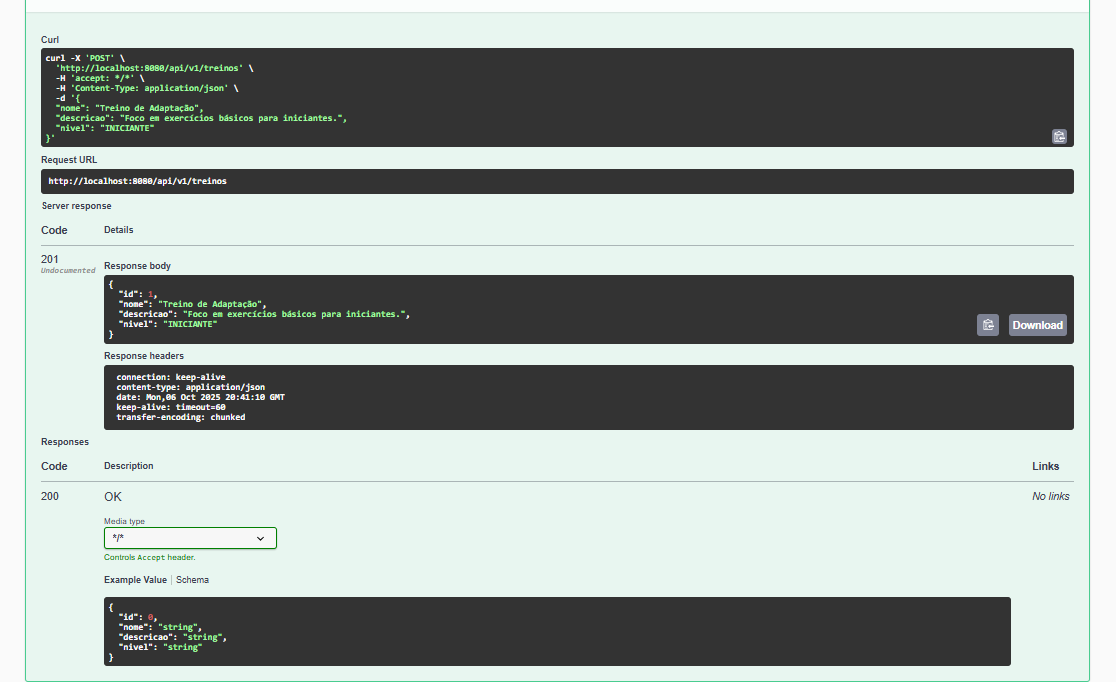 Curl
curl -X 'POST' \
'http://localhost:8080/api/v1/treinos' \
-H 'accept: */*' \
-H 'Content-Type: application/json' \
-d '{
"nome": "Treino de Adaptação",
"descricao": "Foco em exercícios básicos para iniciantes.",
"nivel": "INICIANTE"
}'
Request URL
http://localhost:8080/api/v1/treinos
Server response
Code Details
201
Undocumented
Response body
{
"id": 1,
"nome": "Treino de Adaptação",
"descricao": "Foco em exercícios básicos para iniciantes.",
"nivel": "INICIANTE"
}
Download
Response headers
connection: keep-alive
content-type: application/json
date: Mon,06 Oct 2025 20:41:10 GMT
keep-alive: timeout=60
transfer-encoding: chunked
Responses
Code Description Links
200 OK No links
Media type
*/*
Controls Accept header.
Example Value Schema
{
"id": 0,
"nome": "string",
"descricao": "string",
"nivel": "string"
}